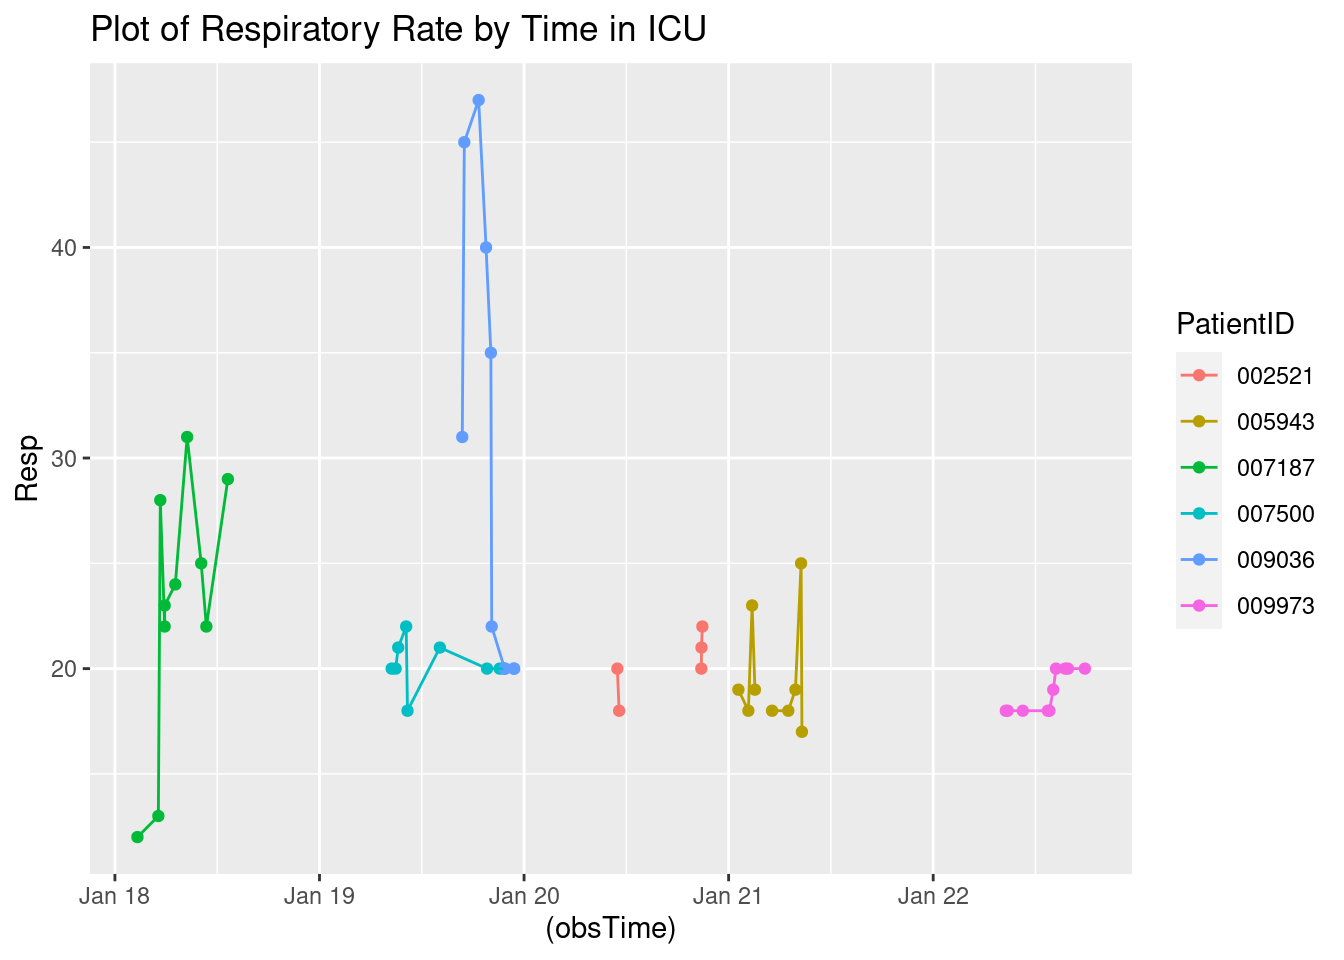 Plot of Respiratory Rate by Time in ICU
Resp
40
30
20
Jan 18
Jan 19
Jan 20
Jan 21
Jan 22
(obsTime)
PatientID
002521
005943
007187
007500
009036
009973